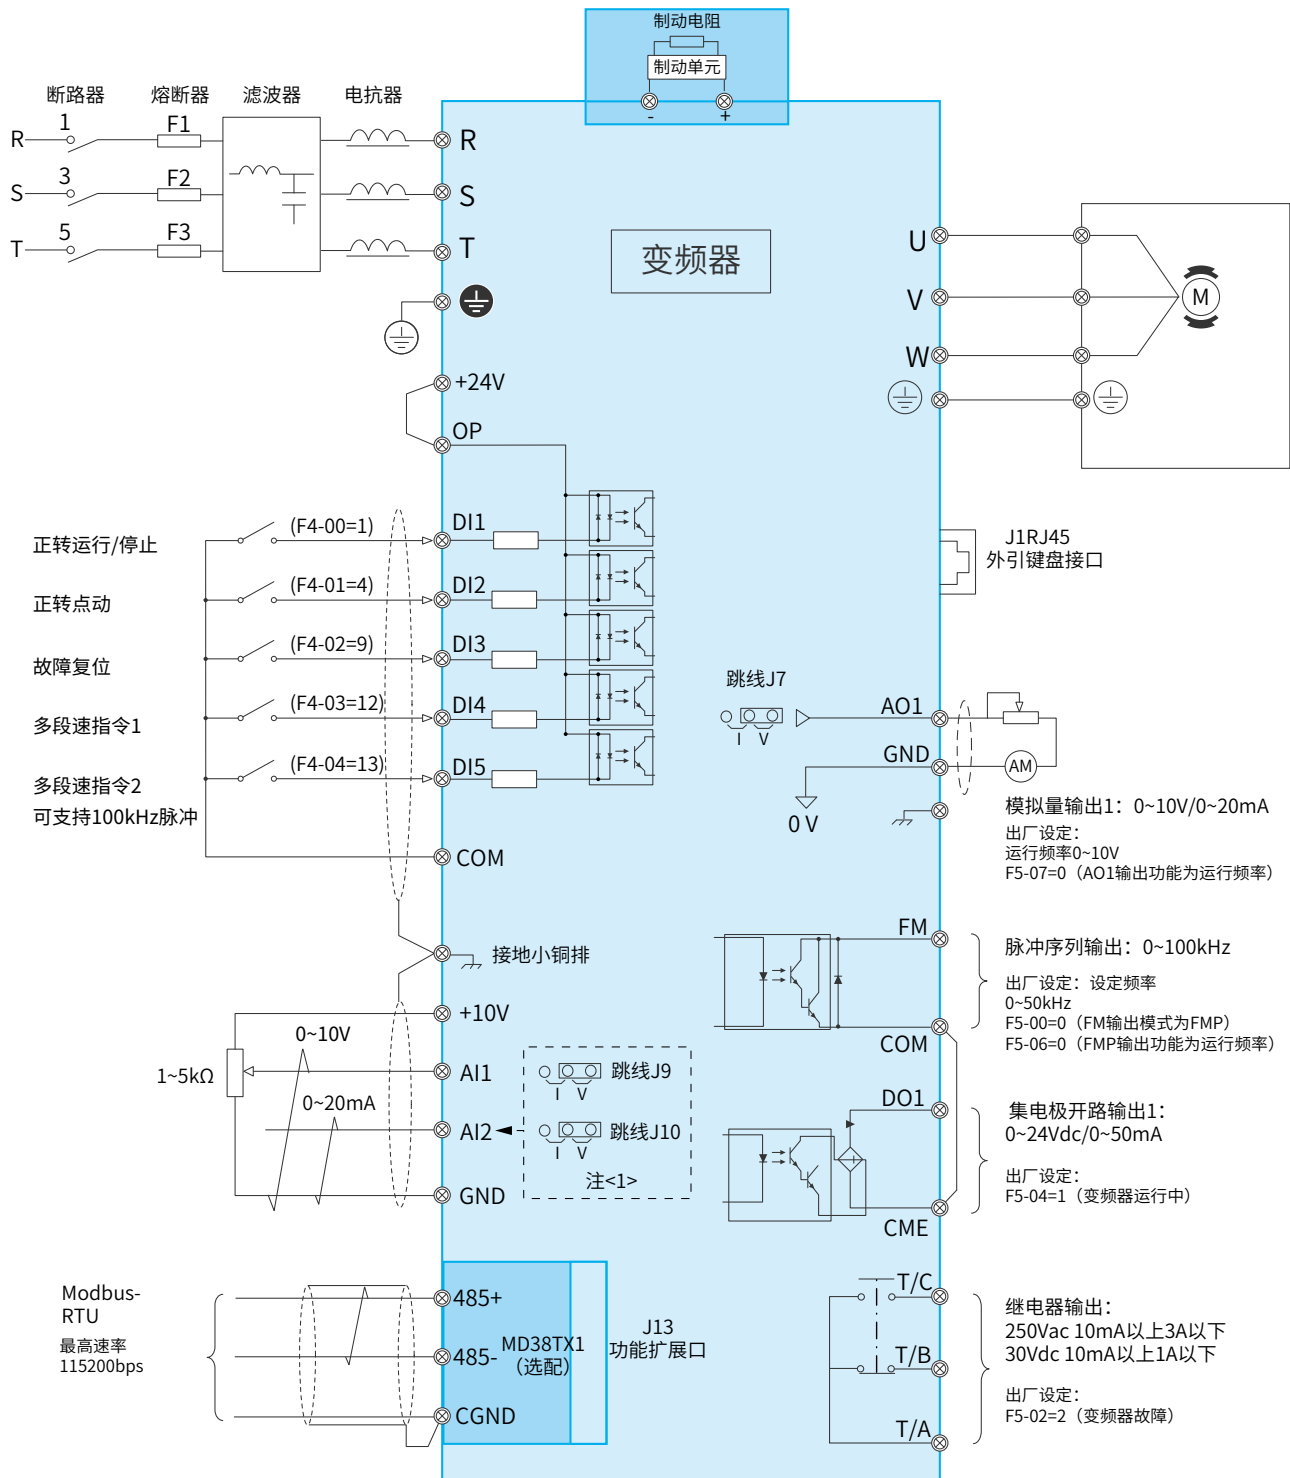 制动电阻
制动单元
- +
断路器 熔断器 滤波器 电抗器
R 1 F1 R
S 3 F2 S
T 5 F3 T
变频器
U
V
W
M
+24V
OP
正转运行/停止 (F4-00=1) DI1
正转点动 (F4-01=4) DI2
故障复位 (F4-02=9) DI3
多段速指令1 (F4-03=12) DI4
多段速指令2 (F4-04=13) DI5
可支持100kHz脉冲
COM
J1RJ45
外引键盘接口
跳线J7
I V
AO1
GND
0 V
AM
模拟量输出1：0~10V/0~20mA
出厂设定：
运行频率0~10V
F5-07=0（AO1输出功能为运行频率）
接地小铜排
+10V
0~10V
1~5kΩ
AI1
0~20mA
AI2
GND
跳线J9
I V
跳线J10
I V
注<1>
FM
COM
脉冲序列输出：0~100kHz
出厂设定：设定频率
0~50kHz
F5-00=0（FM输出模式为FMP）
F5-06=0（FMP输出功能为运行频率）
DO1
CME
集电极开路输出1：
0~24Vdc/0~50mA
出厂设定：
F5-04=1（变频器运行中）
Modbus-
RTU
最高速率
115200bps
485+
485-
CGND
MD38TX1
（选配）
J13
功能扩展口
T/C
T/B
T/A
继电器输出：
250Vac 10mA以上3A以下
30Vdc 10mA以上1A以下
出厂设定：
F5-02=2（变频器故障）